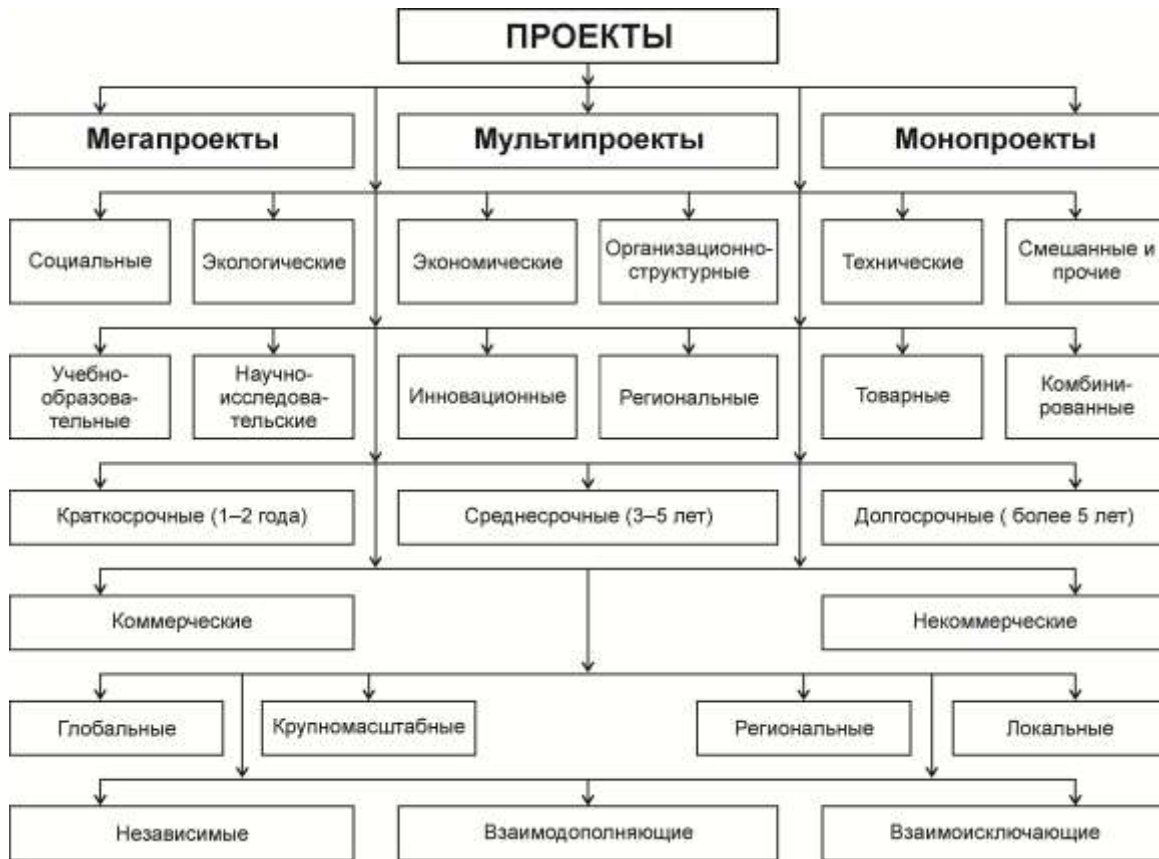 ПРОЕКТЫ
Мегапроекты
Мультипроекты
Монопроекты
Социальные
Экологические
Экономические
Организационно-
структурные
Технические
Смешанные и
прочие
Учебно-
образова-
тельные
Научно-
исследова-
тельские
Инновационные
Региональные
Товарные
Комбини-
рованные
Краткосрочные (1–2 года)
Среднесрочные (3–5 лет)
Долгосрочные ( более 5 лет)
Коммерческие
Некоммерческие
Глобальные
Крупномасштабные
Региональные
Локальные
Независимые
Взаимодополняющие
Взаимоисключающие